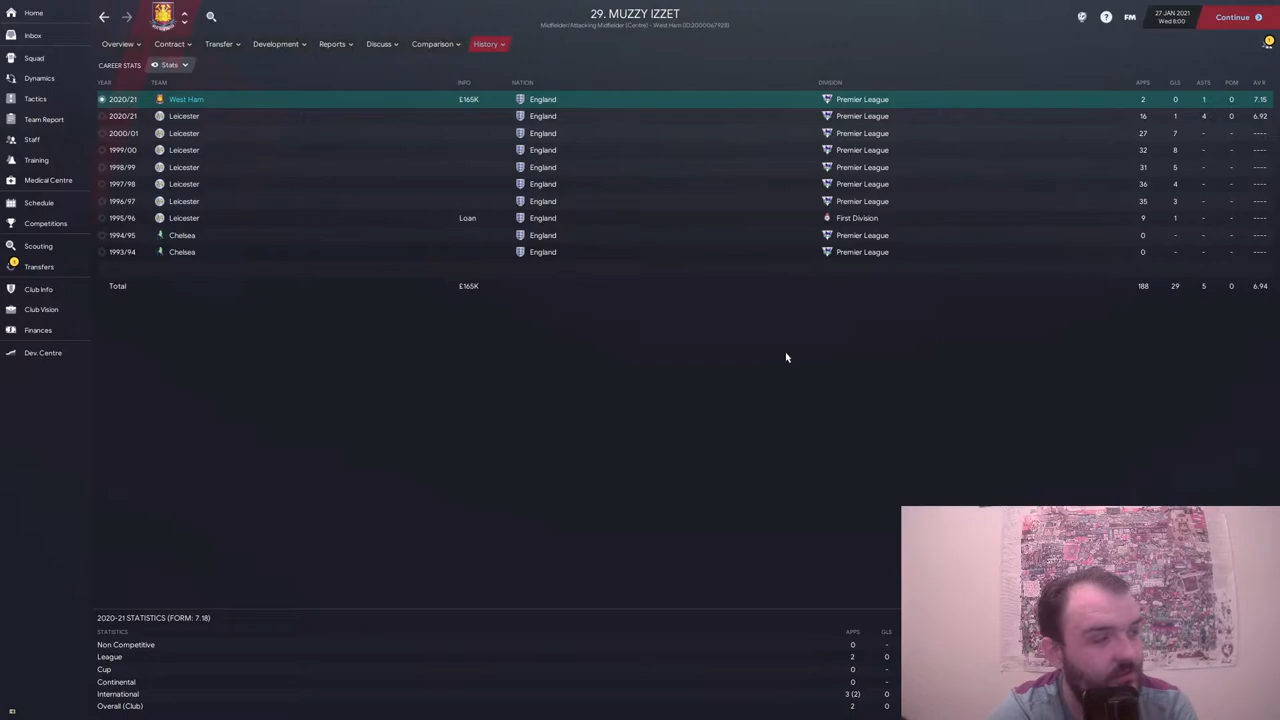 Home
Inbox
Squad
Dynamics
Tactics
Team Report
Staff
Training
Medical Centre
Schedule
Competitions
Scouting
1
Transfers
Club Info
Club Vision
Finances
Dev. Centre
29. MUZZY IZZET
Midfielder/Attacking Midfielder (Centre) - West Ham (ID:2000067928)
? FM
27 JAN 2021
Wed 8:00
Continue
Overview Contract Transfer Development Reports Discuss Comparison History
1
CAREER STATS Stats
YEAR TEAM INFO NATION DIVISION APPS GLS ASTS POM AV R
2020/21 West Ham £165K England Premier League 2 0 1 0 7.15
2020/21 Leicester England Premier League 16 1 4 0 6.92
2000/01 Leicester England Premier League 27 7 - - ----
1999/00 Leicester England Premier League 32 8 - - ----
1998/99 Leicester England Premier League 31 5 - - ----
1997/98 Leicester England Premier League 36 4 - - ----
1996/97 Leicester England Premier League 35 3 - - ----
1995/96 Leicester Loan England First Division 9 1 - - ----
1994/95 Chelsea England Premier League 0 - - - ----
1993/94 Chelsea England Premier League 0 - - - ----
Total £165K 188 29 5 0 6.94
2020-21 STATISTICS (FORM: 7.18)
STATISTICS APPS GLS
Non Competitive 0 -
League 2 0
Cup 0 -
Continental 0 -
International 3 (2) 0
Overall (Club) 2 0